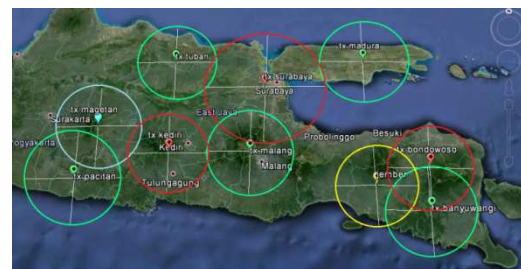 tx madura
tx tuban
tx surabaya
Surabaya
tx magetan
Surakarta
East Java
tx kediri
Kediri
Probolinggo
Besuki
ogyakarta
tx malang
Malang
tx bondowoso
tx pacitan
Tulungagung
ember
tx banyuwangi